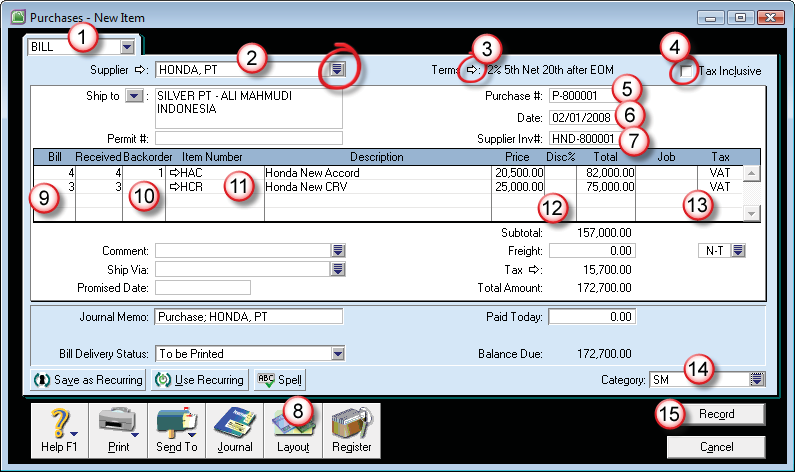 Purchases - New Item
1
BILL
2
3
4
Supplier ⇨: HONDA, PT
Terms ⇨: 2% 5th Net 20th after EOM
Tax Inclusive
Ship to : SILVER PT - ALI MAHMUDI
INDONESIA
Purchase #: P-800001 5
Date: 02/01/2008 6
Permit #:
Supplier Inv#: HND-800001 7
Bill Received Backorder Item Number Description Price Disc% Total Job Tax
4 4 1 ⇨HAC Honda New Accord 20,500.00 82,000.00 VAT
3 3 ⇨HCR Honda New CRV 25,000.00 75,000.00 VAT
9 10 11 12 13
Subtotal: 157,000.00
Comment: Freight: 0.00 N-T
Ship Via: Tax ⇨: 15,700.00
Promised Date: Total Amount: 172,700.00
Journal Memo: Purchase; HONDA, PT Paid Today: 0.00
Bill Delivery Status: To be Printed Balance Due: 172,700.00
Save as Recurring Use Recurring ABC Spell Category: SM 14
8
15 Record
Help F1 Print Send To Journal Layout Register
Cancel